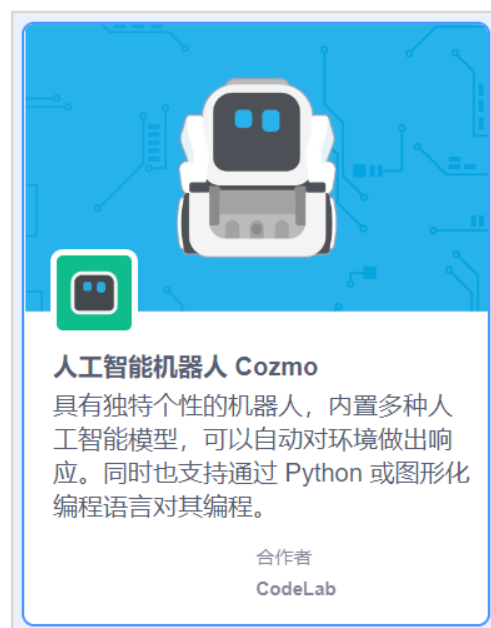 人工智能机器人 Cozmo
具有独特个性的机器人，内置多种人
工智能模型，可以自动对环境做出响
应。同时也支持通过 Python 或图形化
编程语言对其编程。
合作者
CodeLab